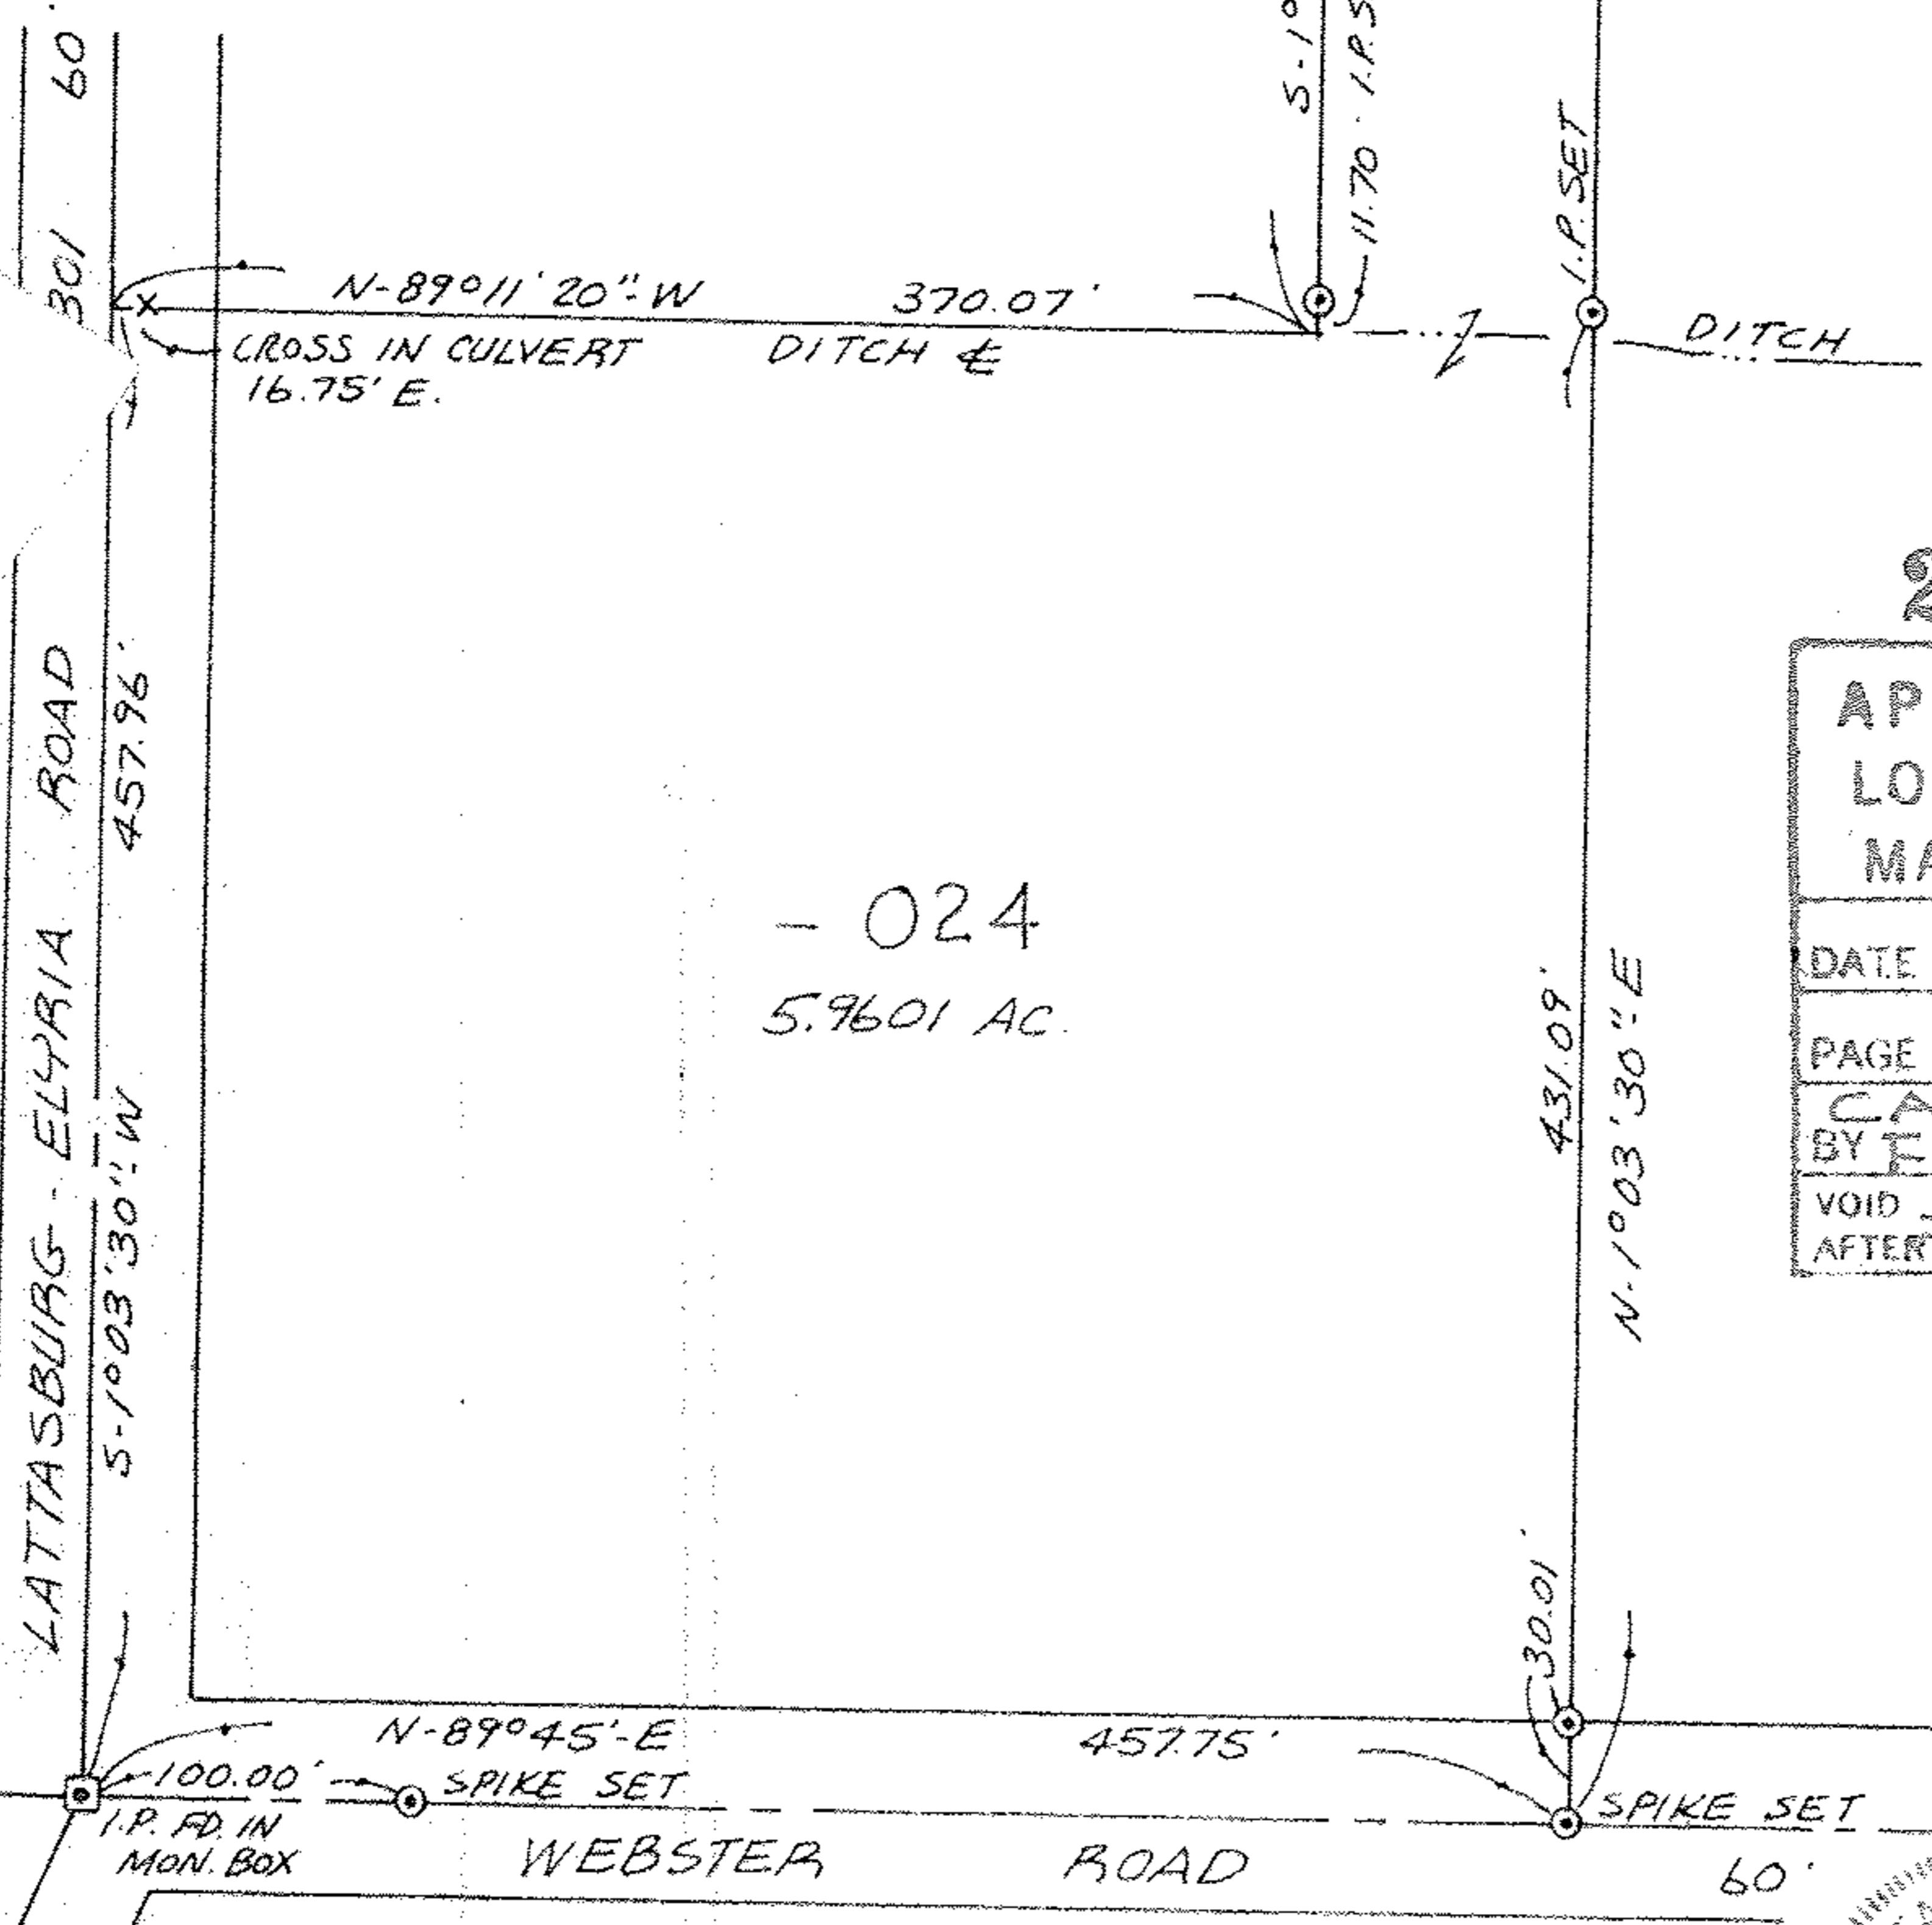 60'
301
S-1°
11.70' I.P.S
I.P. SET
N-89°11'20"-W 370.07'
CROSS IN CULVERT DITCH ℄
16.75' E.
DITCH
LATTASBURG - ELYRIA ROAD
457.96'
S-1°03'30"-W
- 024
5.9601 AC.
431.09'
N-1°03'30"-E
2
AP
LO
MA
DATE
PAGE
CA
BY F
VOID
AFTER
30.01'
N-89°45'-E 457.75'
100.00' SPIKE SET
I.P. FD. IN
MON. BOX
SPIKE SET
WEBSTER ROAD
60'